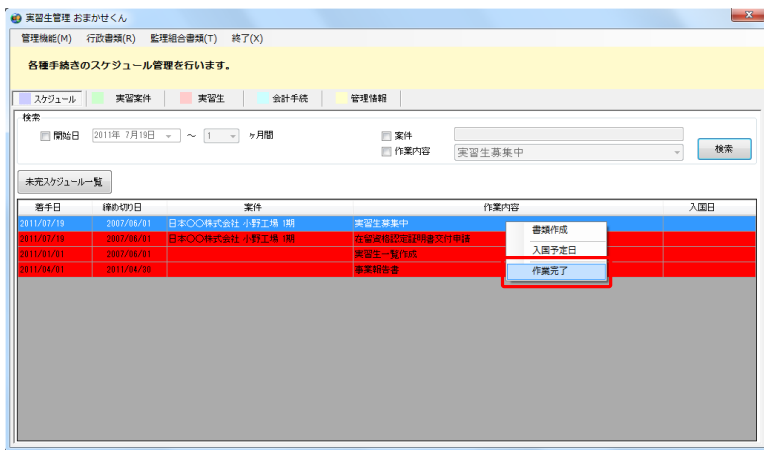 実習生管理 おまかせくん
管理機能(M) 行政書類(R) 監理組合書類(T) 終了(X)
各種手続きのスケジュール管理を行います。
スケジュール 実習案件 実習生 会計手続 管理情報
検索
開始日 2011年 7月19日 ～ 1 ヶ月間 案件
作業内容 実習生募集中 検索
未完スケジュール一覧
着手日 締め切り日 案件 作業内容 入国日
2011/07/19 2007/06/01 日本○○株式会社 小野工場 1期 実習生募集中
2011/07/19 2007/06/01 日本○○株式会社 小野工場 1期 在留資格認定証明書交付申請
2011/01/01 2007/06/01 実習生一覧作成
2011/04/01 2011/04/30 事業報告書
書類作成
入国予定日
作業完了